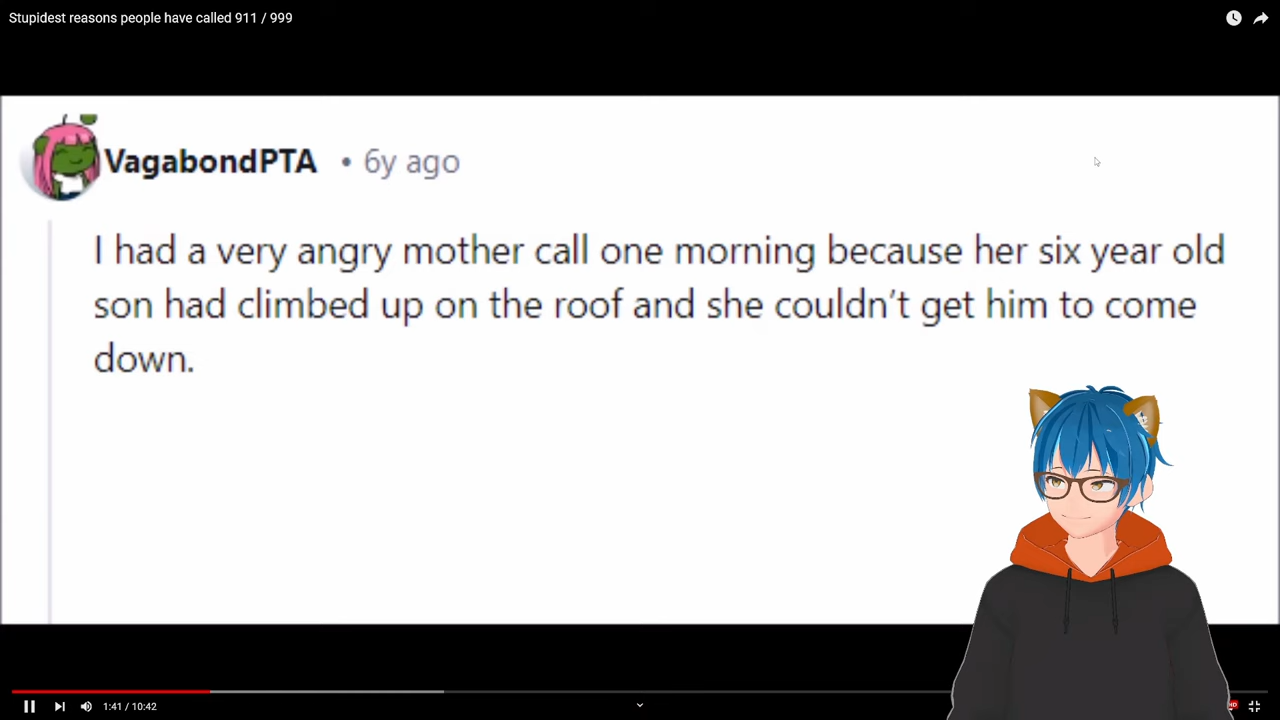 Stupidest reasons people have called 911 / 999
VagabondPTA • 6y ago
I had a very angry mother call one morning because her six year old
son had climbed up on the roof and she couldn’t get him to come
down.
1:41 / 10:42
HD